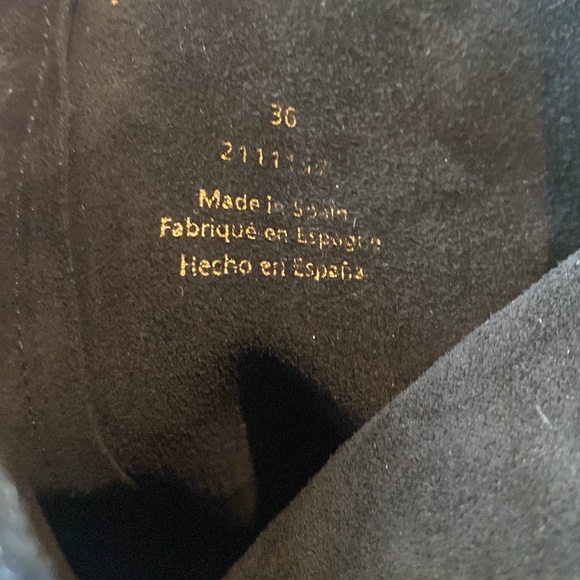 36
Made in Spain
Fabriqué en Espagne
Hecho en España